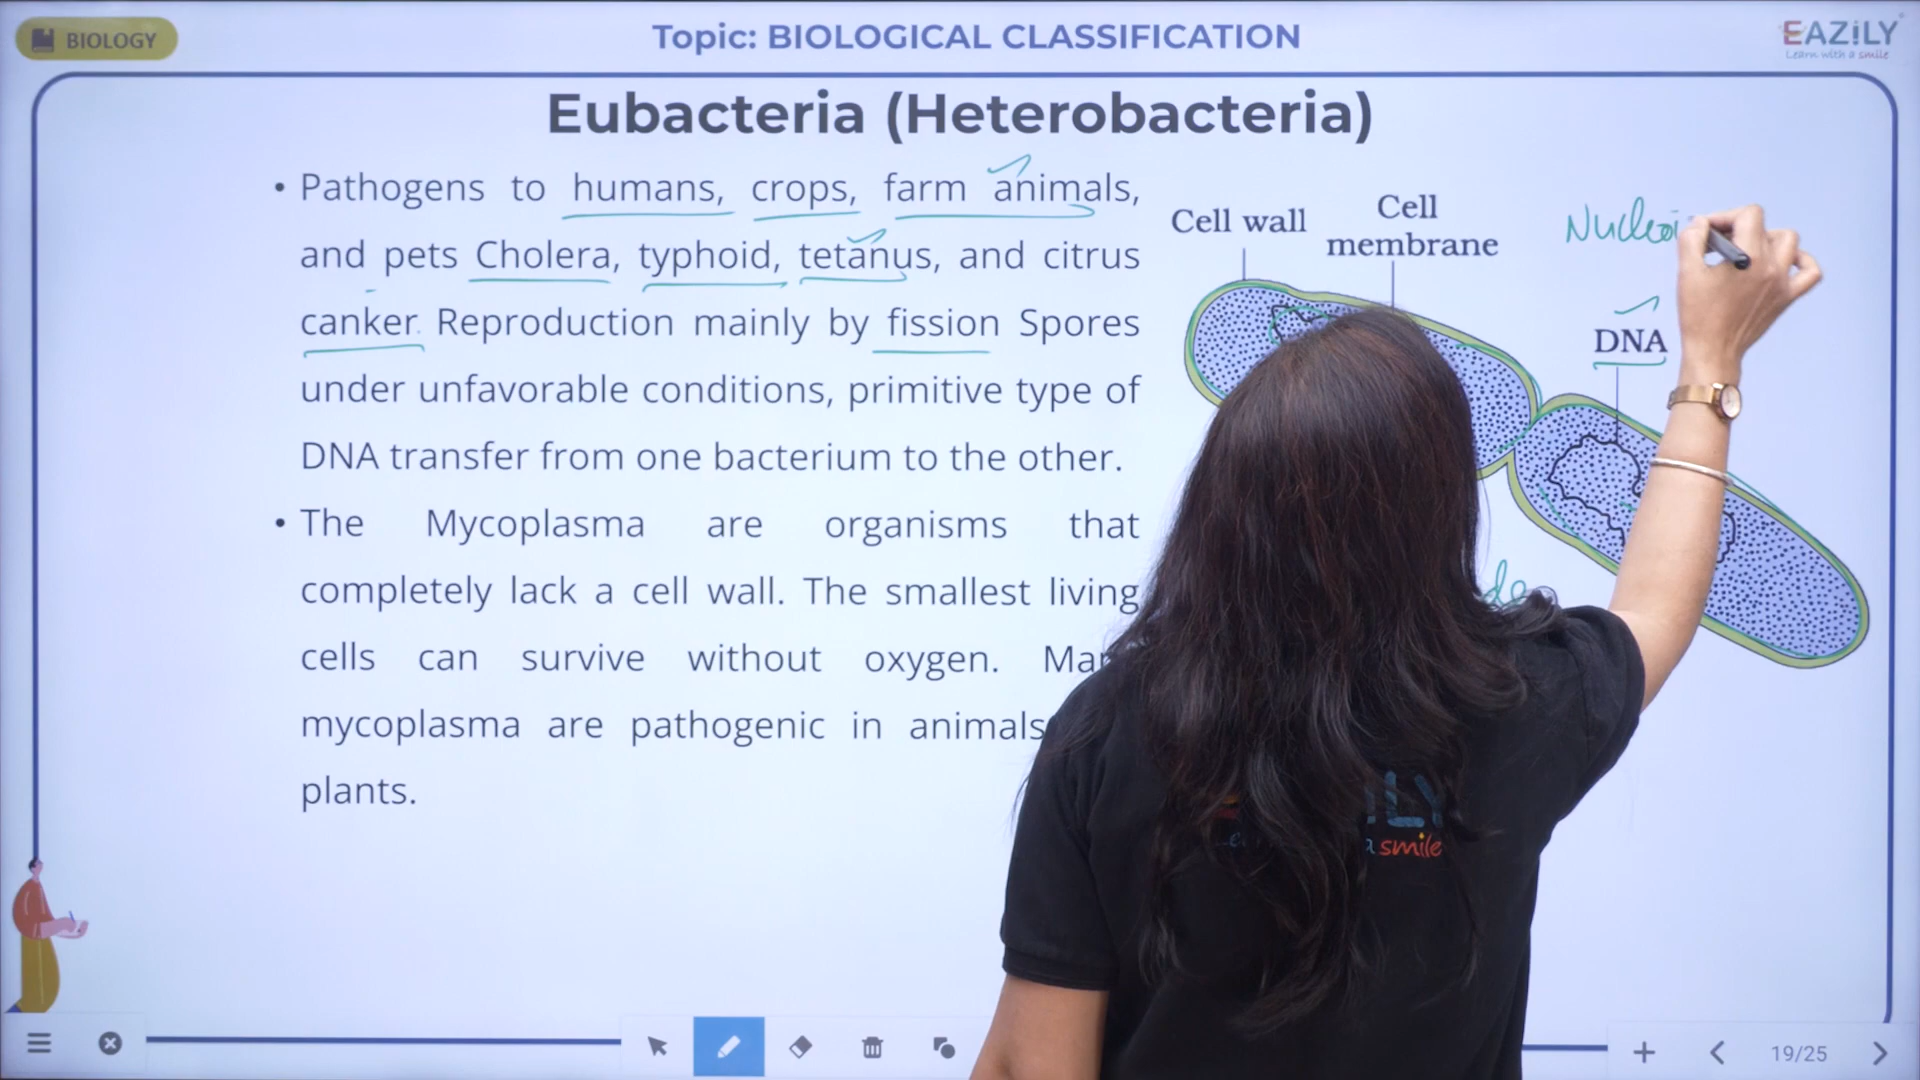 BIOLOGY
Topic: BIOLOGICAL CLASSIFICATION
EAZiLY
Learn with a smile
Eubacteria (Heterobacteria)
• Pathogens to humans, crops, farm animals,
and pets Cholera, typhoid, tetanus, and citrus
canker. Reproduction mainly by fission Spores
under unfavorable conditions, primitive type of
DNA transfer from one bacterium to the other.
• The Mycoplasma are organisms that
completely lack a cell wall. The smallest living
cells can survive without oxygen.
mycoplasma are pathogenic in animals
plants.
Cell wall
Cell
membrane
Nucleoi
DNA
a smile
19/25